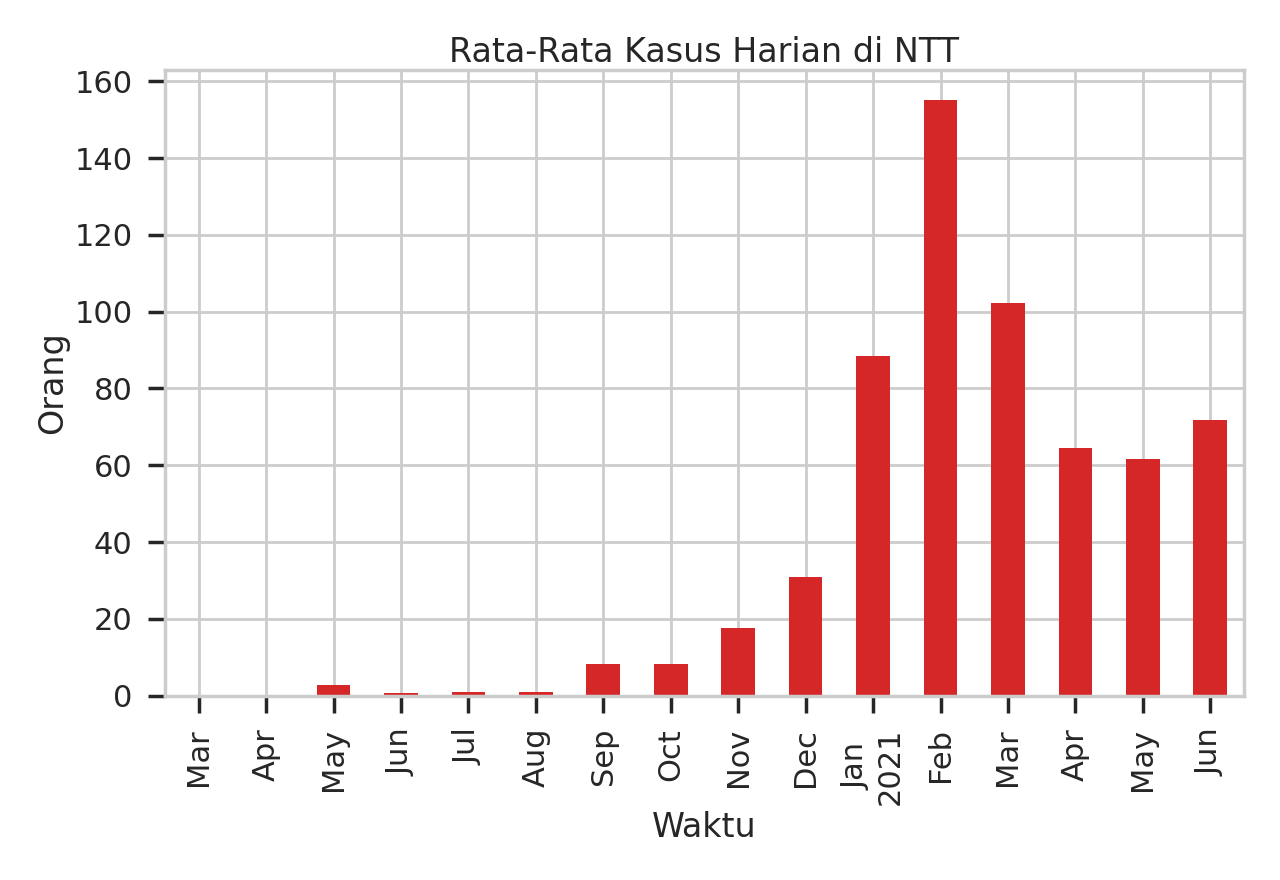 Rata-Rata Kasus Harian di NTT
160
140
120
100
80
60
40
20
0
Orang
Mar
Apr
May
Jun
Jul
Aug
Sep
Oct
Nov
Dec
Jan
2021
Feb
Mar
Apr
May
Jun
Waktu